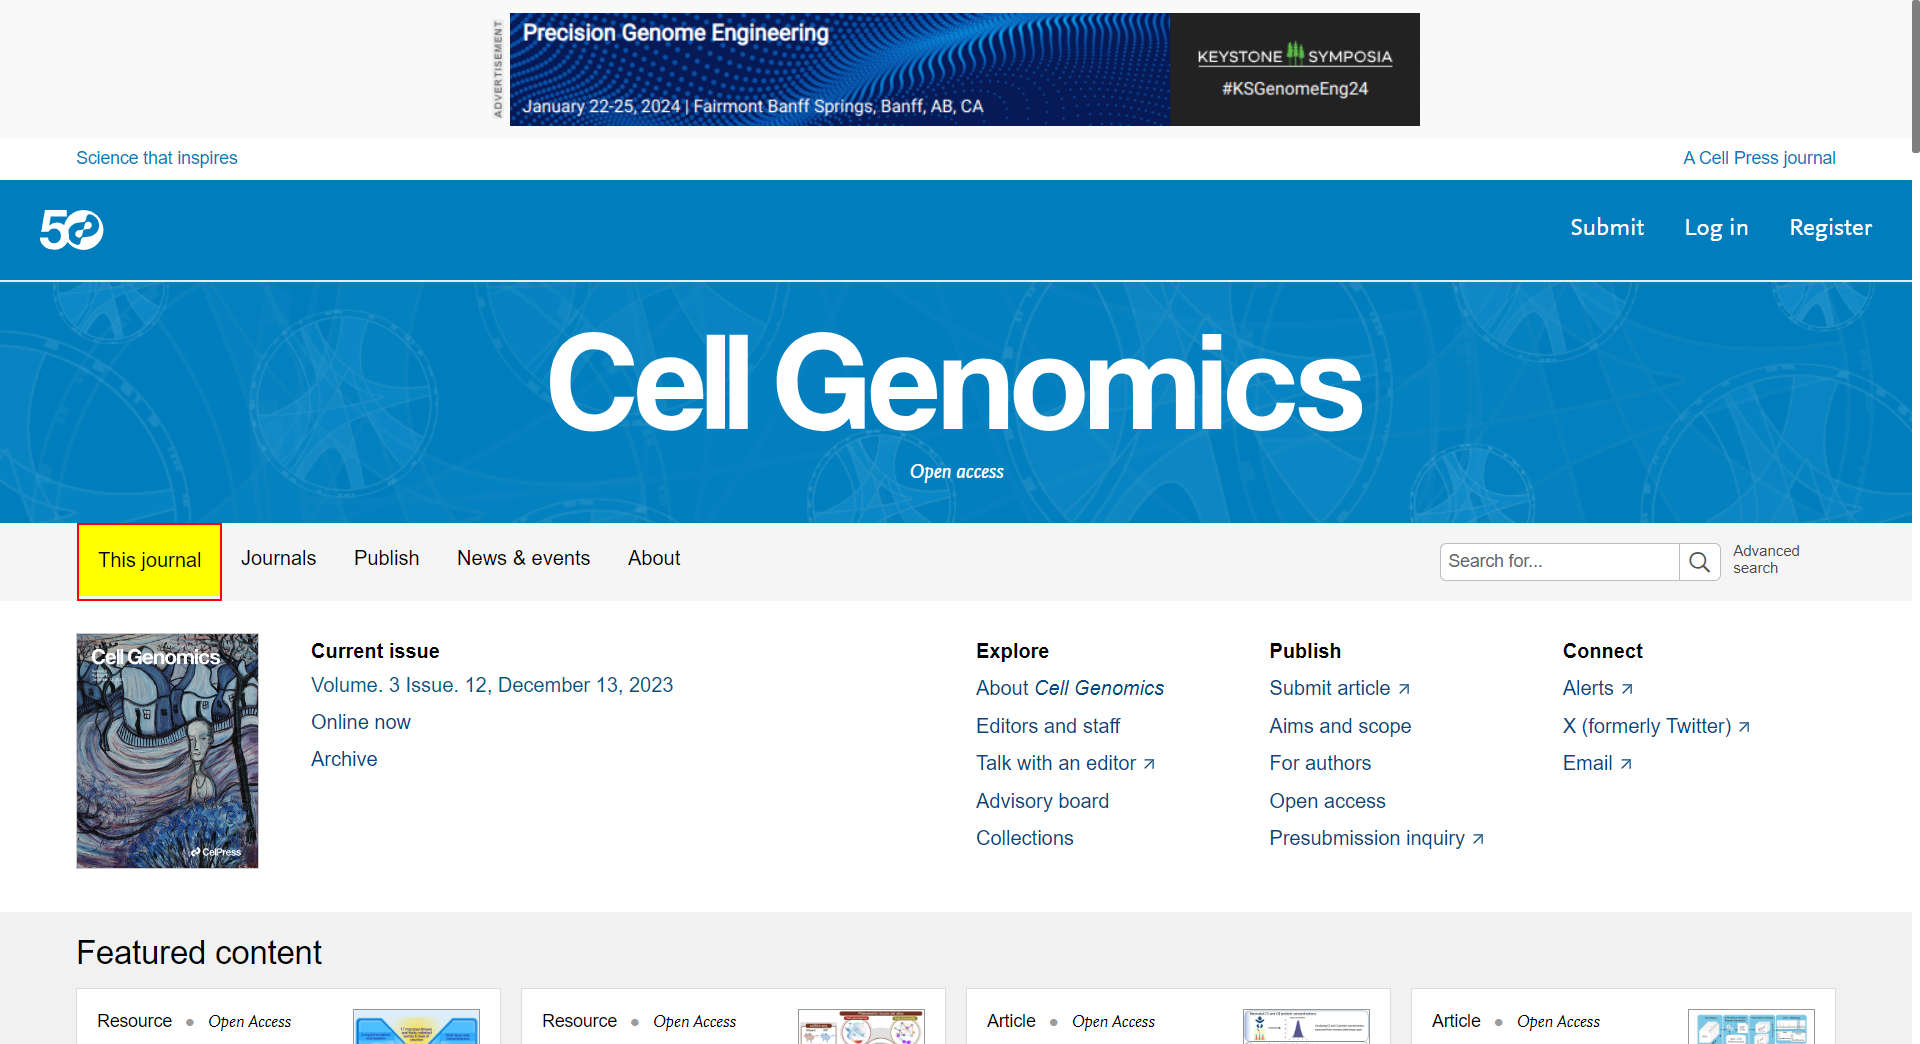 ADVERTISEMENT
Precision Genome Engineering
January 22-25, 2024 | Fairmont Banff Springs, Banff, AB, CA
KEYSTONE SYMPOSIA
#KSGenomeEng24
Science that inspires
A Cell Press journal
50
Submit
Log in
Register
Cell Genomics
Open access
This journal
Journals
Publish
News & events
About
Search for...
Advanced
search
Cell Genomics
CelPress
Current issue
Volume. 3 Issue. 12, December 13, 2023
Online now
Archive
Explore
About Cell Genomics
Editors and staff
Talk with an editor
Advisory board
Collections
Publish
Submit article
Aims and scope
For authors
Open access
Presubmission inquiry
Connect
Alerts
X (formerly Twitter)
Email
Featured content
Resource • Open Access
Resource • Open Access
Article • Open Access
Article • Open Access